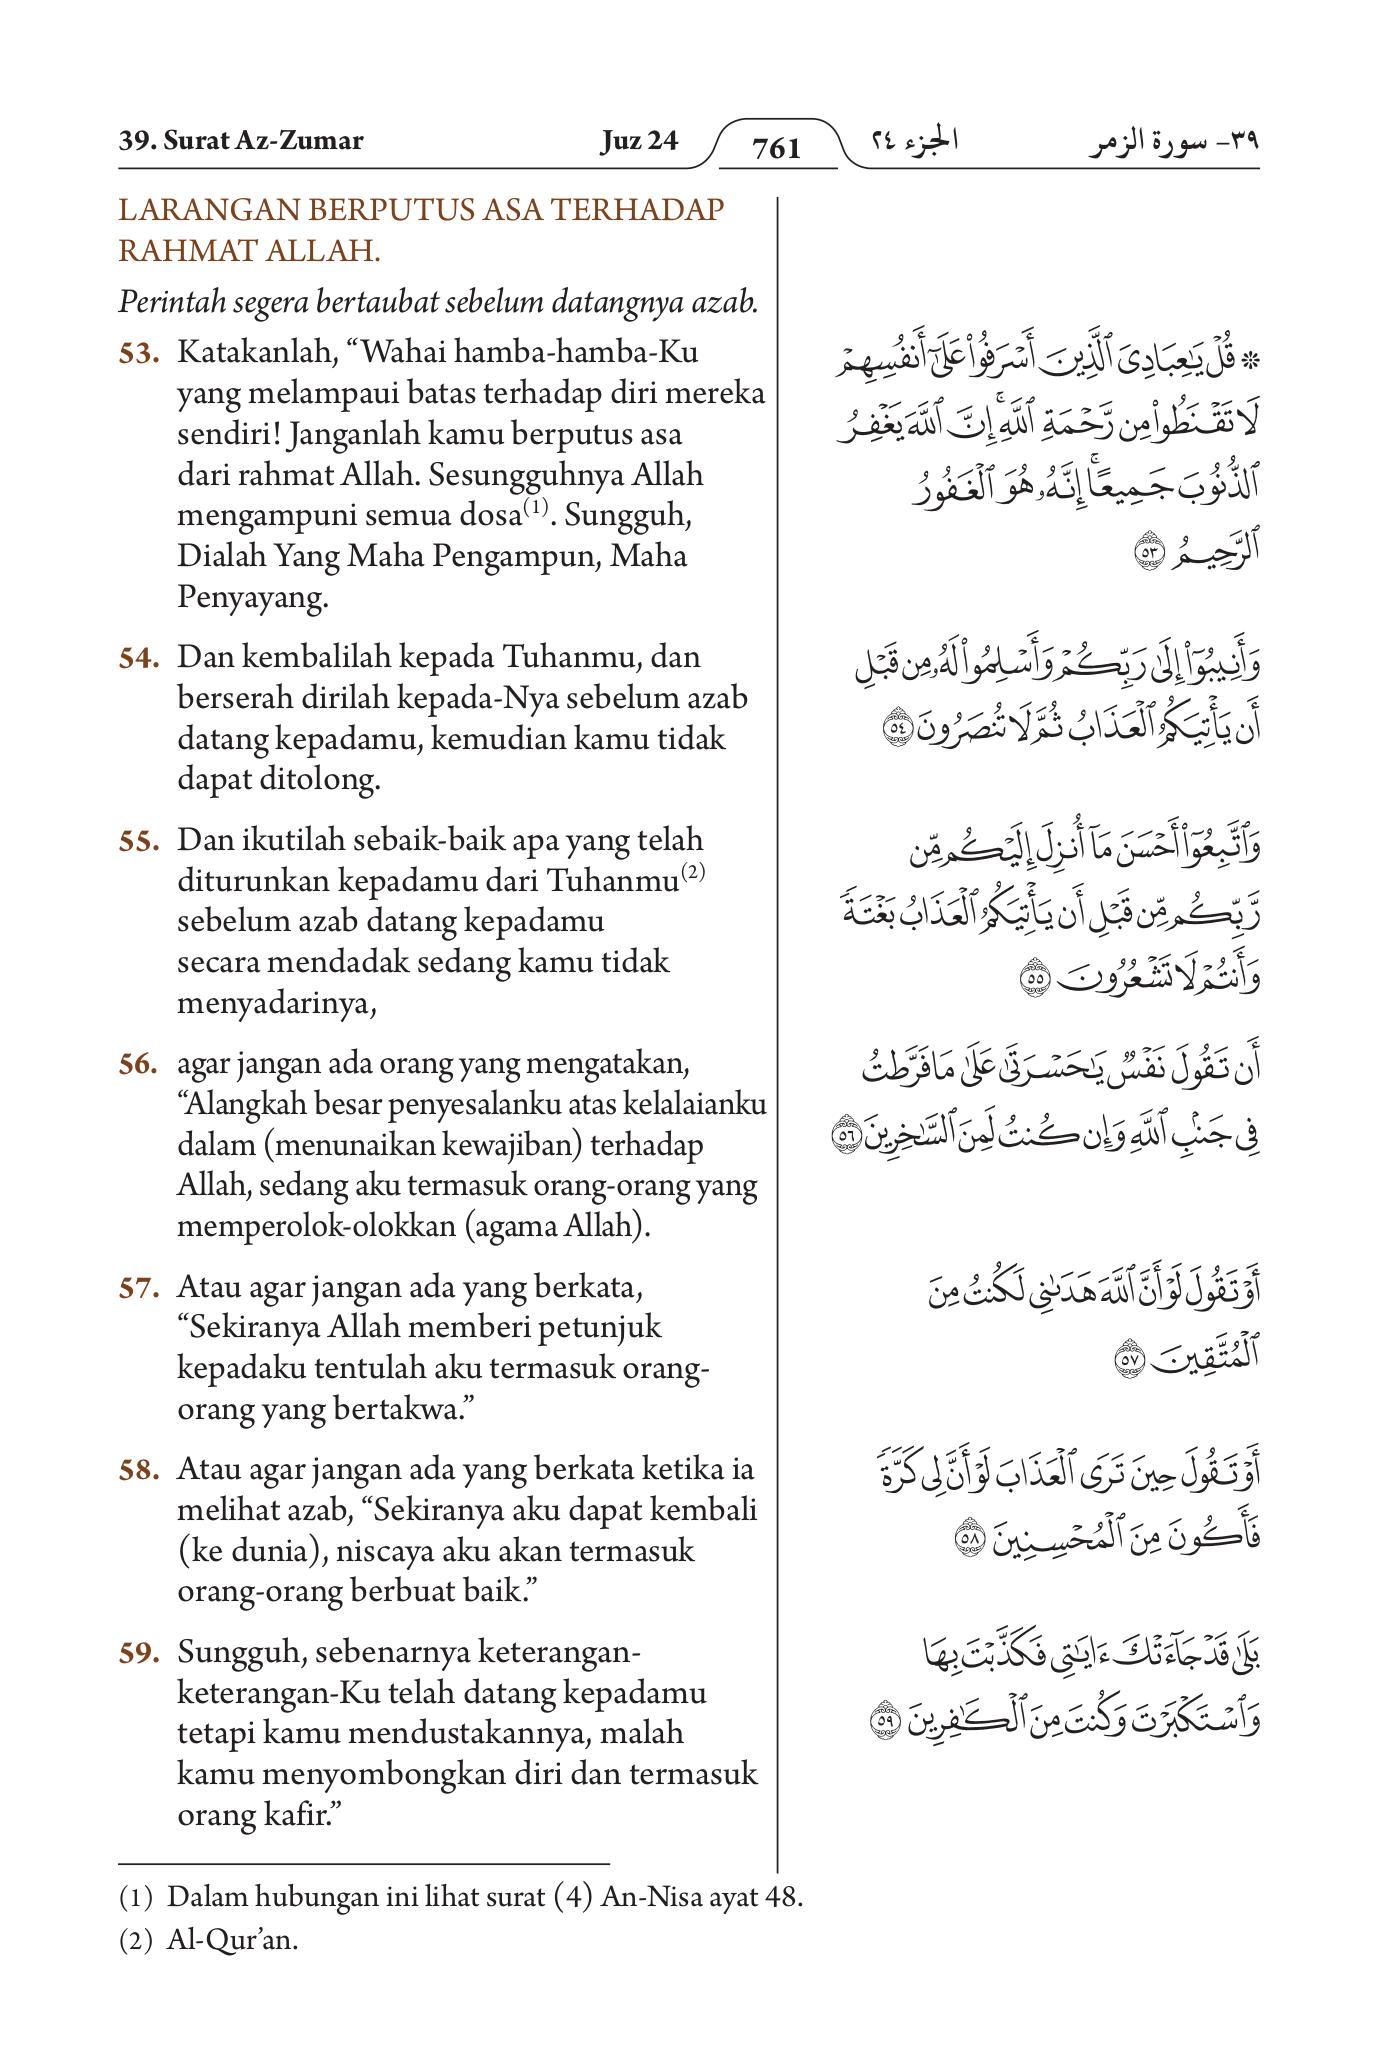 39. Surat Az-Zumar
Juz 24
761
الجزء ٢٤
٣٩- سورة الزمر
LARANGAN BERPUTUS ASA TERHADAP
RAHMAT ALLAH.
Perintah segera bertaubat sebelum datangnya azab.
53. Katakanlah, “Wahai hamba-hamba-Ku
yang melampaui batas terhadap diri mereka
sendiri! Janganlah kamu berputus asa
dari rahmat Allah. Sesungguhnya Allah
mengampuni semua dosa(1). Sungguh,
Dialah Yang Maha Pengampun, Maha
Penyayang.
54. Dan kembalilah kepada Tuhanmu, dan
berserah dirilah kepada-Nya sebelum azab
datang kepadamu, kemudian kamu tidak
dapat ditolong.
55. Dan ikutilah sebaik-baik apa yang telah
diturunkan kepadamu dari Tuhanmu(2)
sebelum azab datang kepadamu
secara mendadak sedang kamu tidak
menyadarinya,
56. agar jangan ada orang yang mengatakan,
“Alangkah besar penyesalanku atas kelalaianku
dalam (menunaikan kewajiban) terhadap
Allah, sedang aku termasuk orang-orang yang
memperolok-olokkan (agama Allah).
57. Atau agar jangan ada yang berkata,
“Sekiranya Allah memberi petunjuk
kepadaku tentulah aku termasuk orang-
orang yang bertakwa.”
58. Atau agar jangan ada yang berkata ketika ia
melihat azab, “Sekiranya aku dapat kembali
(ke dunia), niscaya aku akan termasuk
orang-orang berbuat baik.”
59. Sungguh, sebenarnya keterangan-
keterangan-Ku telah datang kepadamu
tetapi kamu mendustakannya, malah
kamu menyombongkan diri dan termasuk
orang kafir.”
۞ قُلْ يَٰعِبَادِىَ ٱلَّذِينَ أَسْرَفُوا۟ عَلَىٰٓ أَنفُسِهِمْ
لَا تَقْنَطُوا۟ مِن رَّحْمَةِ ٱللَّهِ ۚ إِنَّ ٱللَّهَ يَغْفِرُ
ٱلذُّنُوبَ جَمِيعًا ۚ إِنَّهُۥ هُوَ ٱلْغَفُورُ
ٱلرَّحِيمُ ٥٣
وَأَنِيبُوٓا۟ إِلَىٰ رَبِّكُمْ وَأَسْلِمُوا۟ لَهُۥ مِن قَبْلِ
أَن يَأْتِيَكُمُ ٱلْعَذَابُ ثُمَّ لَا تُنصَرُونَ ٥٤
وَٱتَّبِعُوٓا۟ أَحْسَنَ مَآ أُنزِلَ إِلَيْكُم مِّن
رَّبِّكُم مِّن قَبْلِ أَن يَأْتِيَكُمُ ٱلْعَذَابُ بَغْتَةً
وَأَنتُمْ لَا تَشْعُرُونَ ٥٥
أَن تَقُولَ نَفْسٌ يَٰحَسْرَتَىٰ عَلَىٰ مَا فَرَّطتُ
فِى جَنۢبِ ٱللَّهِ وَإِن كُنتُ لَمِنَ ٱلسَّٰخِرِينَ ٥٦
أَوْ تَقُولَ لَوْ أَنَّ ٱللَّهَ هَدَىٰنِى لَكُنتُ مِنَ
ٱلْمُتَّقِينَ ٥٧
أَوْ تَقُولَ حِينَ تَرَى ٱلْعَذَابَ لَوْ أَنَّ لِى كَرَّةً
فَأَكُونَ مِنَ ٱلْمُحْسِنِينَ ٥٨
بَلَىٰ قَدْ جَآءَتْكَ ءَايَٰتِى فَكَذَّبْتَ بِهَا
وَٱسْتَكْبَرْتَ وَكُنتَ مِنَ ٱلْكَٰفِرِينَ ٥٩
(1) Dalam hubungan ini lihat surat (4) An-Nisa ayat 48.
(2) Al-Qur’an.